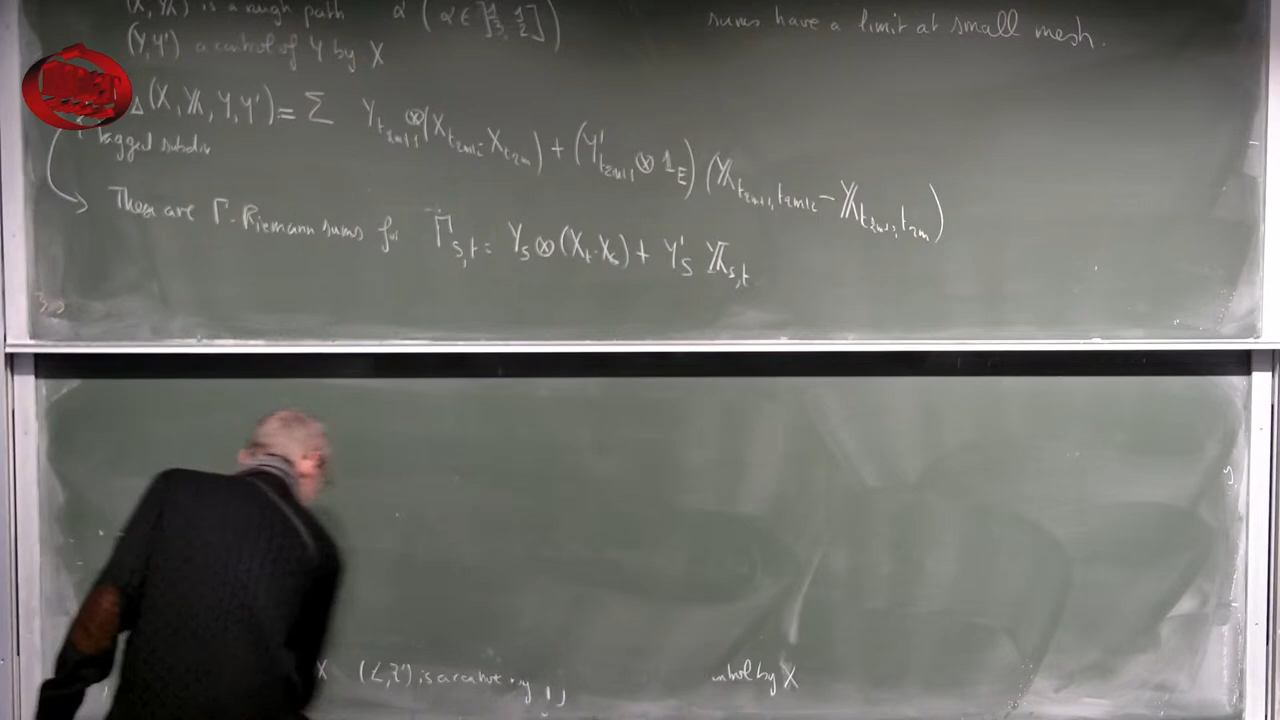 (X, 𝕏) is a rough path α (α ∈ ]1/3, 1/2])
(Y,Y') a control of Y by X
sums have a limit at small mesh.
Δ(X, 𝕏, Y, Y') = Σ Y_{t_{2m+1}} ⊗ (X_{t_{2m+2}} - X_{t_{2m}}) + (Y'_{t_{2m+1}} ⊗ 1_E) (𝕏_{t_{2m+1}, t_{2m+2}} - 𝕏_{t_{2m+1}, t_{2m}})
tagged subdiv
These are Γ-Riemann sums for Γ_{s,t} = Y_s ⊗ (X_t - X_s) + Y'_s 𝕏_{s,t}
X (Z,Z') is a control by X